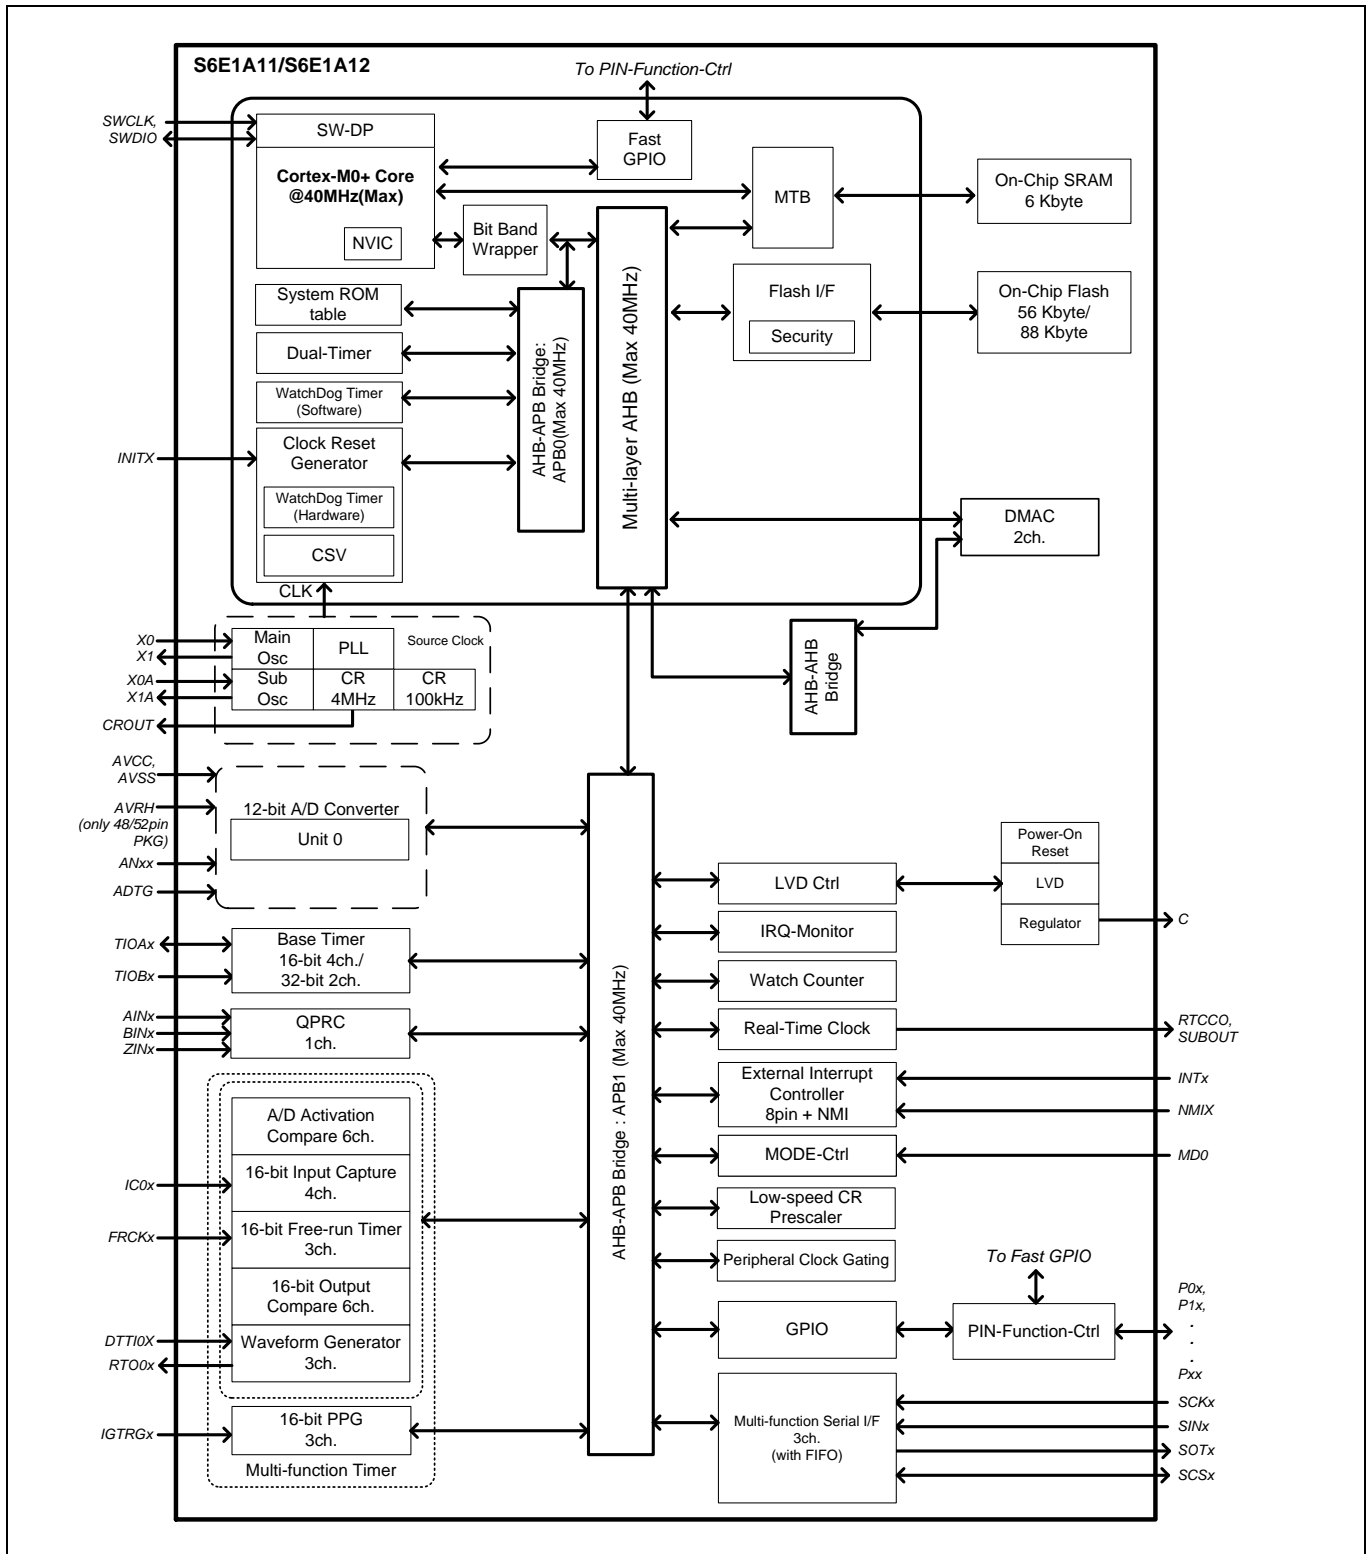 S6E1A11/S6E1A12
To PIN-Function-Ctrl
SWCLK,
SWDIO
SW-DP
Cortex-M0+ Core
@40MHz(Max)
NVIC
Fast
GPIO
Bit Band
Wrapper
MTB
On-Chip SRAM
6 Kbyte
Flash I/F
Security
On-Chip Flash
56 Kbyte/
88 Kbyte
System ROM
table
Dual-Timer
WatchDog Timer
(Software)
INITX
Clock Reset
Generator
WatchDog Timer
(Hardware)
CSV
CLK
AHB-APB Bridge:
APB0(Max 40MHz)
Multi-layer AHB (Max 40MHz)
DMAC
2ch.
AHB-AHB
Bridge
X0
X1
X0A
X1A
CROUT
Main
Osc
PLL
Source Clock
Sub
Osc
CR
4MHz
CR
100kHz
AVCC,
AVSS
AVRH
(only 48/52pin
PKG)
ANxx
ADTG
12-bit A/D Converter
Unit 0
TIOAx
TIOBx
Base Timer
16-bit 4ch./
32-bit 2ch.
AINx
BINx
ZINx
QPRC
1ch.
A/D Activation
Compare 6ch.
IC0x
16-bit Input Capture
4ch.
FRCKx
16-bit Free-run Timer
3ch.
16-bit Output
Compare 6ch.
DTTI0X
RTO0x
Waveform Generator
3ch.
IGTRGx
16-bit PPG
3ch.
Multi-function Timer
AHB-APB Bridge : APB1 (Max 40MHz)
LVD Ctrl
Power-On
Reset
LVD
Regulator
C
IRQ-Monitor
Watch Counter
Real-Time Clock
RTCCO,
SUBOUT
External Interrupt
Controller
8pin + NMI
INTx
NMIX
MODE-Ctrl
MD0
Low-speed CR
Prescaler
Peripheral Clock Gating
To Fast GPIO
GPIO
PIN-Function-Ctrl
P0x,
P1x,
.
.
.
Pxx
Multi-function Serial I/F
3ch.
(with FIFO)
SCKx
SINx
SOTx
SCSx